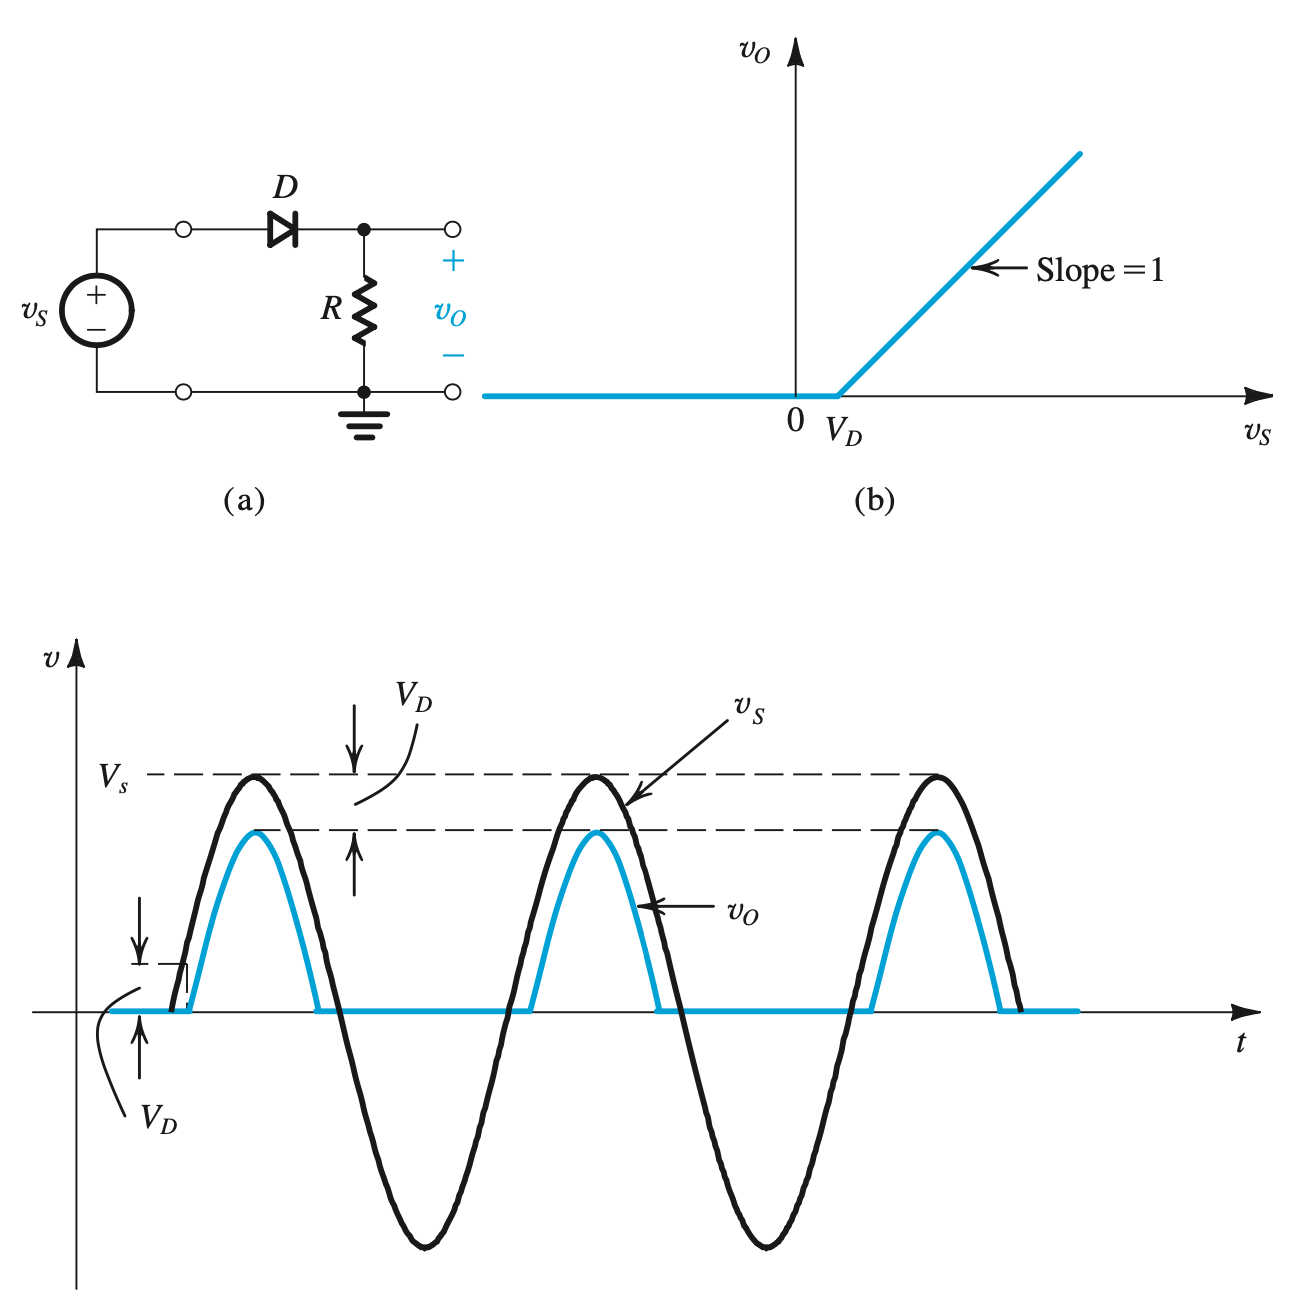 D
v_S
+
−
R
+
v_O
−
(a)
v_O
Slope = 1
0
V_D
v_S
(b)
v
V_D
v_S
V_s
v_O
t
V_D